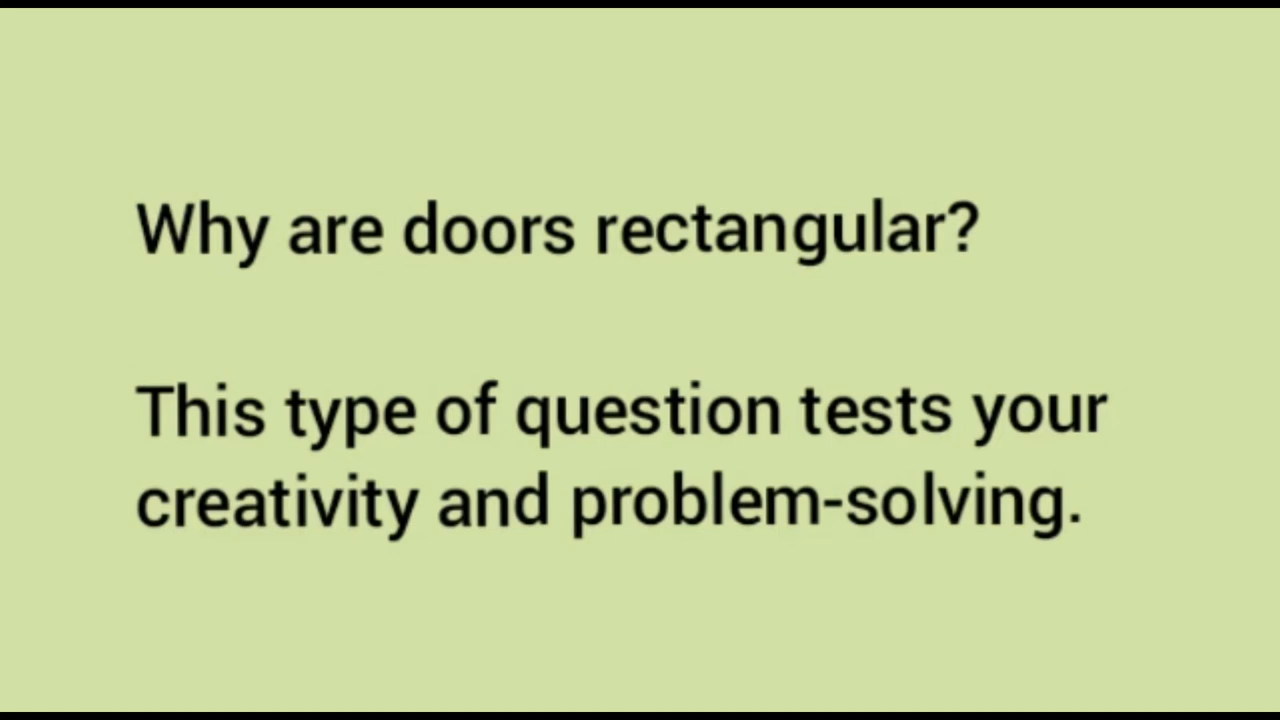 Why are doors rectangular?
This type of question tests your
creativity and problem-solving.